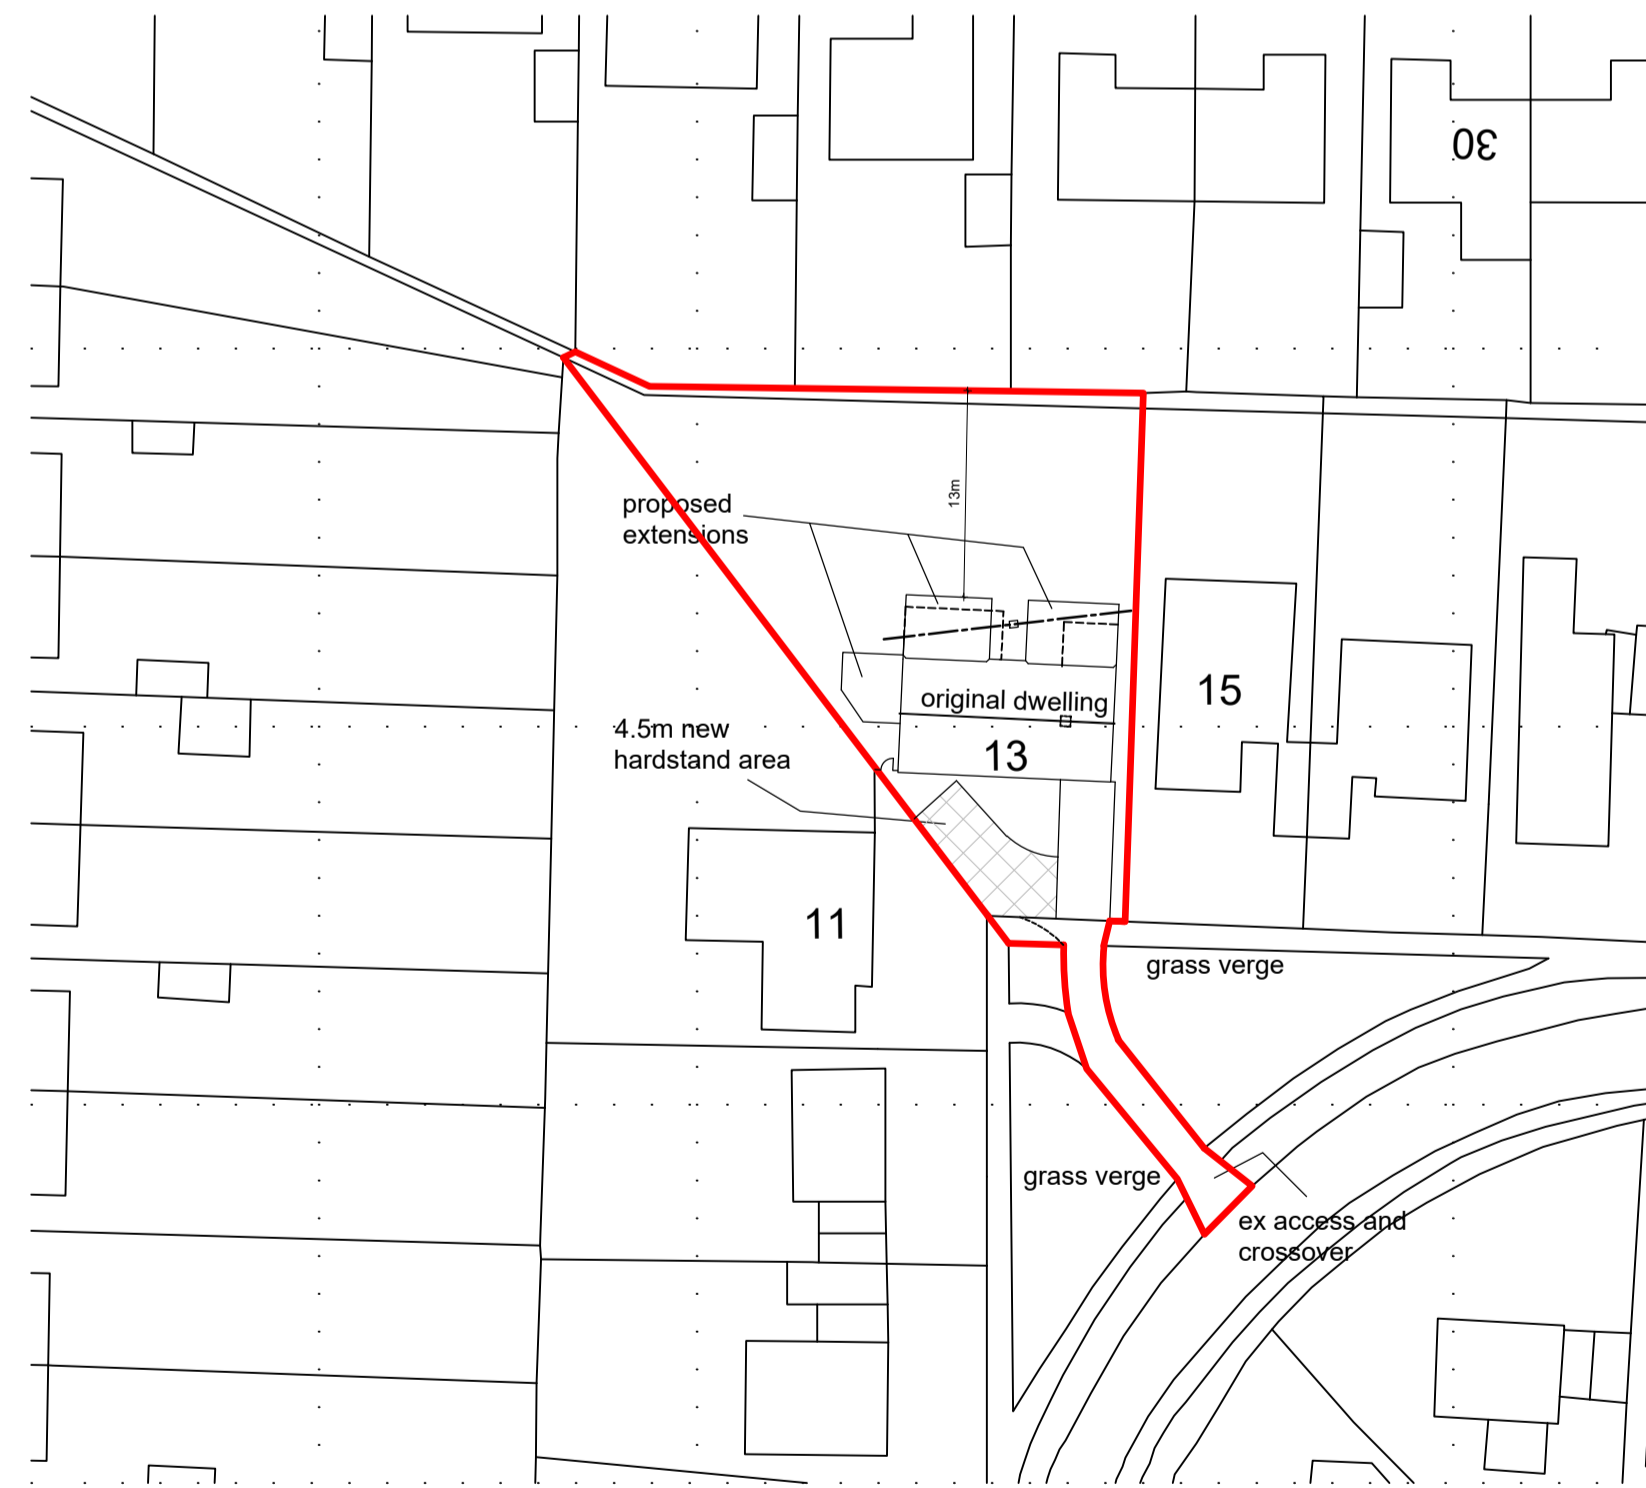 30
13m
proposed
extensions
original dwelling
15
4.5m new
hardstand area
13
11
grass verge
grass verge
ex access and
crossover